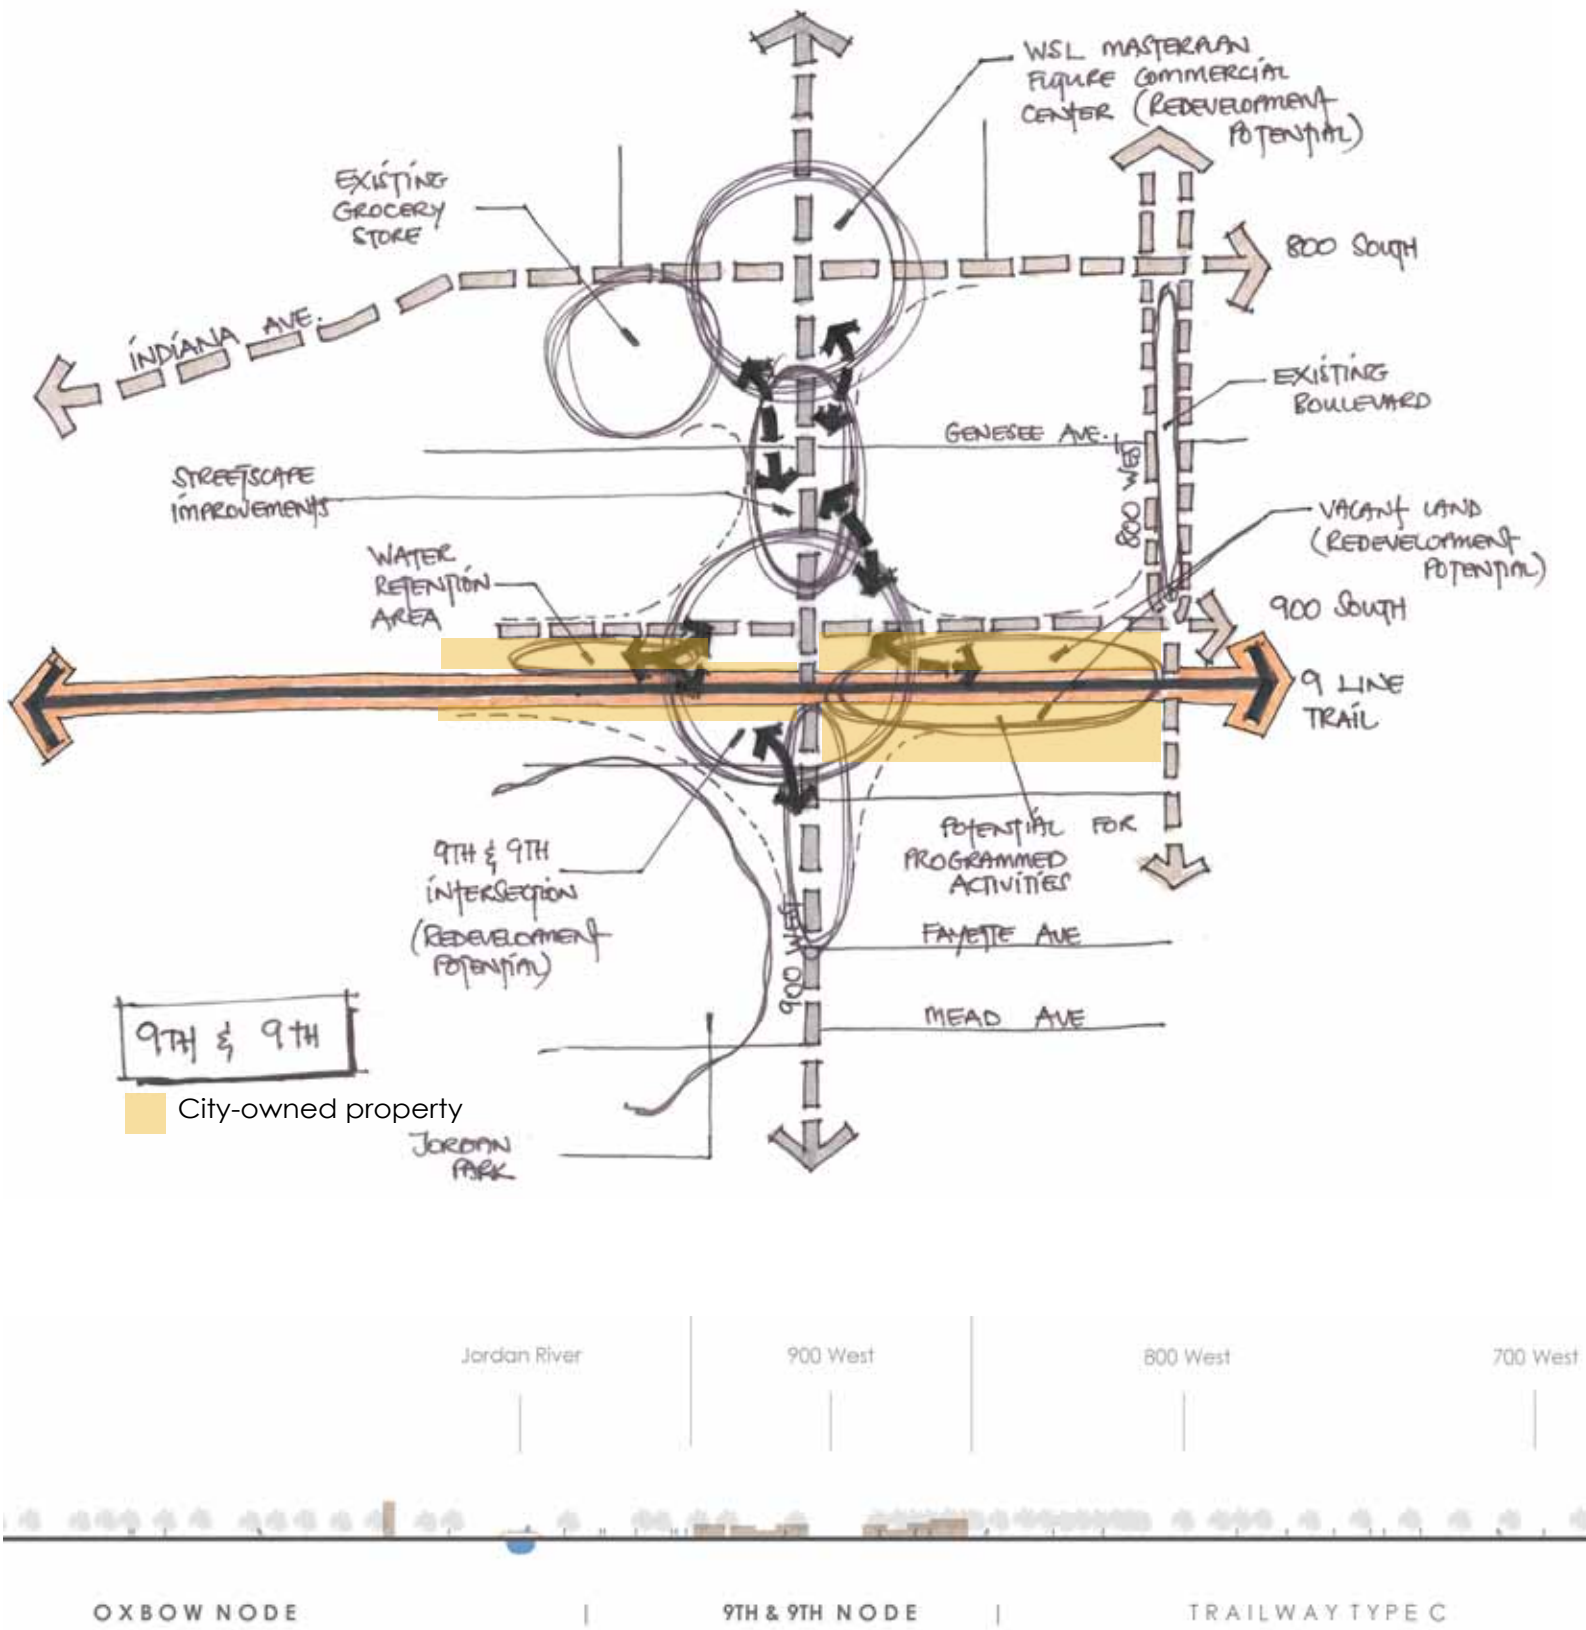 WSL MASTERPLAN
FUTURE COMMERCIAL
CENTER (REDEVELOPMENT
POTENTIAL)
EXISTING
GROCERY
STORE
800 SOUTH
INDIANA AVE.
EXISTING
BOULEVARD
GENESEE AVE.
800 WEST
STREETSCAPE
IMPROVEMENTS
VACANT LAND
(REDEVELOPMENT
POTENTIAL)
WATER
RETENTION
AREA
900 SOUTH
9 LINE
TRAIL
POTENTIAL FOR
PROGRAMMED
ACTIVITIES
9TH & 9TH
INTERSECTION
(REDEVELOPMENT
POTENTIAL)
900 WEST
FAYETTE AVE
MEAD AVE
9TH & 9TH
City-owned property
JORDAN
PARK
Jordan River
900 West
800 West
700 West
OXBOW NODE
9TH & 9TH NODE
TRAILWAY TYPE C